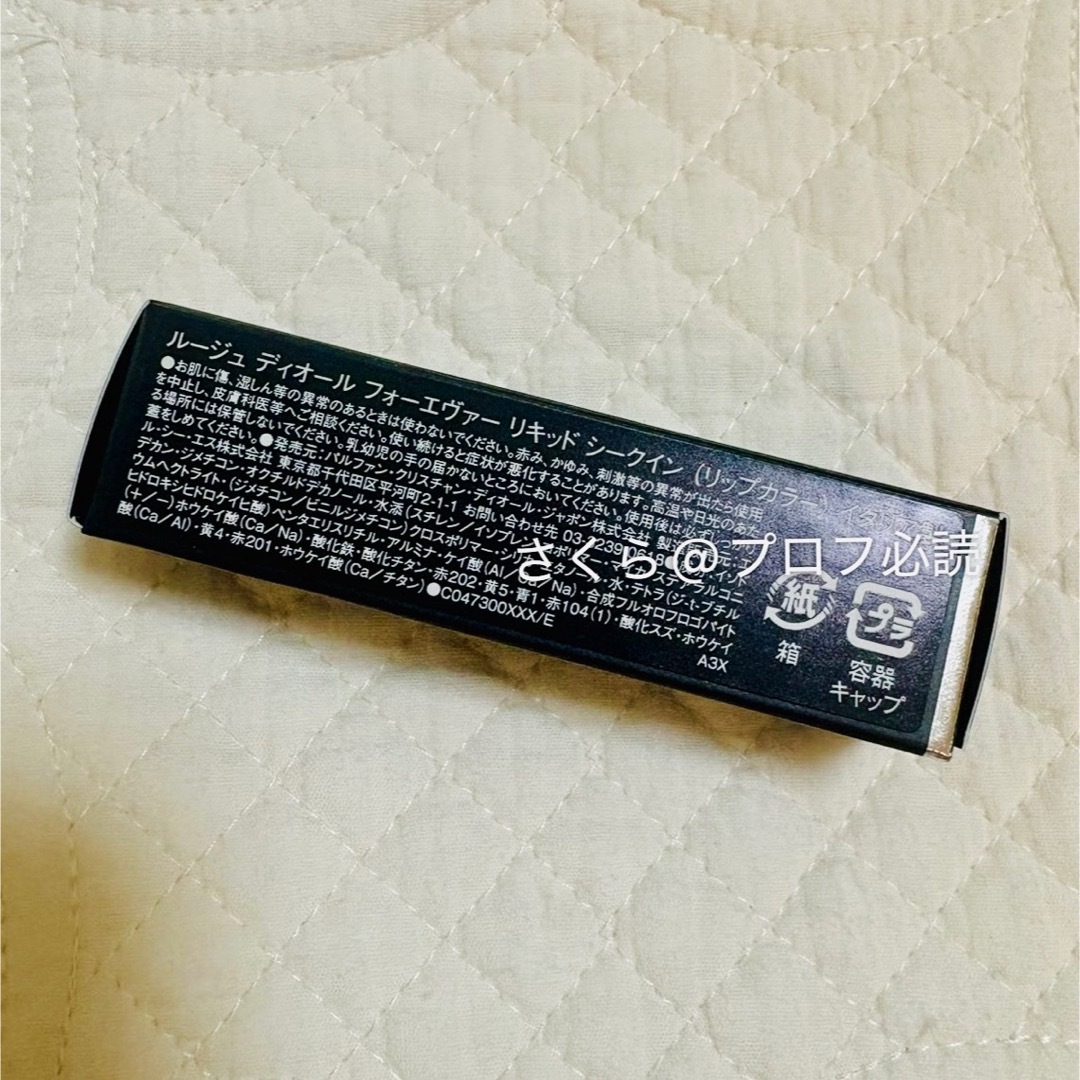 ルージュ ディオール フォーエヴァー リキッド シークイン (リップカラー)
●お肌に傷、湿しん等の異常のあるときは使わないでください。赤み、かゆみ、刺激等の異常が出たら使用
を中止し、皮膚科医等へご相談ください。使い続けると症状が悪化することがあります。高温や日光のあた
る場所には保管しないでください。乳幼児の手の届かないところにおいてください。使用後は必ずしっかり
蓋をしめてください。●発売元:パルファン・クリスチャン・ディオール・ジャポン株式会社 製造
ル・シー・エス株式会社 東京都千代田区平河町2-1-1 お問い合わせ先 03-3239-0618
デカン・ジメチコン・オクチルドデカノール・水添(スチレン/イソプレン)コポリ
ウムヘクトライト・(ジメチコン/ビニルジメチコン)クロスポリマー・シリ
ヒドロキシヒドロケイヒ酸)ペンタエリスリチル・アルミナ・ケイ酸 水・テトラ(ジ-t-ブチル
(+/-)ホウケイ酸(Ca/Na)・酸化鉄・酸化チタン・赤202・黄5・青1・赤104(1)・酸化スズ・ホウケイ
酸(Ca/Al)・黄4・赤201・ホウケイ酸(Ca/チタン)●C047300XXX/E
A3X
さくら@プロフ必読
紙
箱
プラ
容器
キャップ